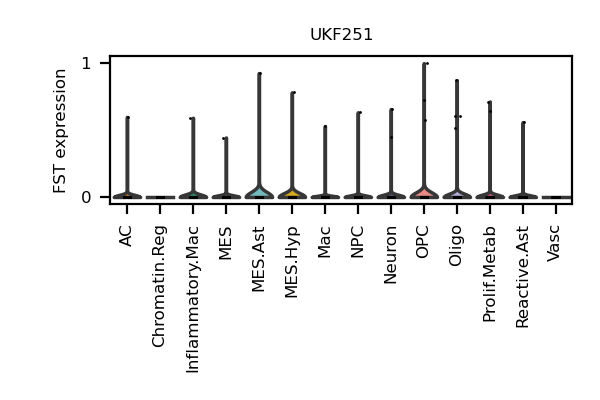 UKF251
FST expression
1
0
AC
Chromatin.Reg
Inflammatory.Mac
MES
MES.Ast
MES.Hyp
Mac
NPC
Neuron
OPC
Oligo
Prolif.Metab
Reactive.Ast
Vasc